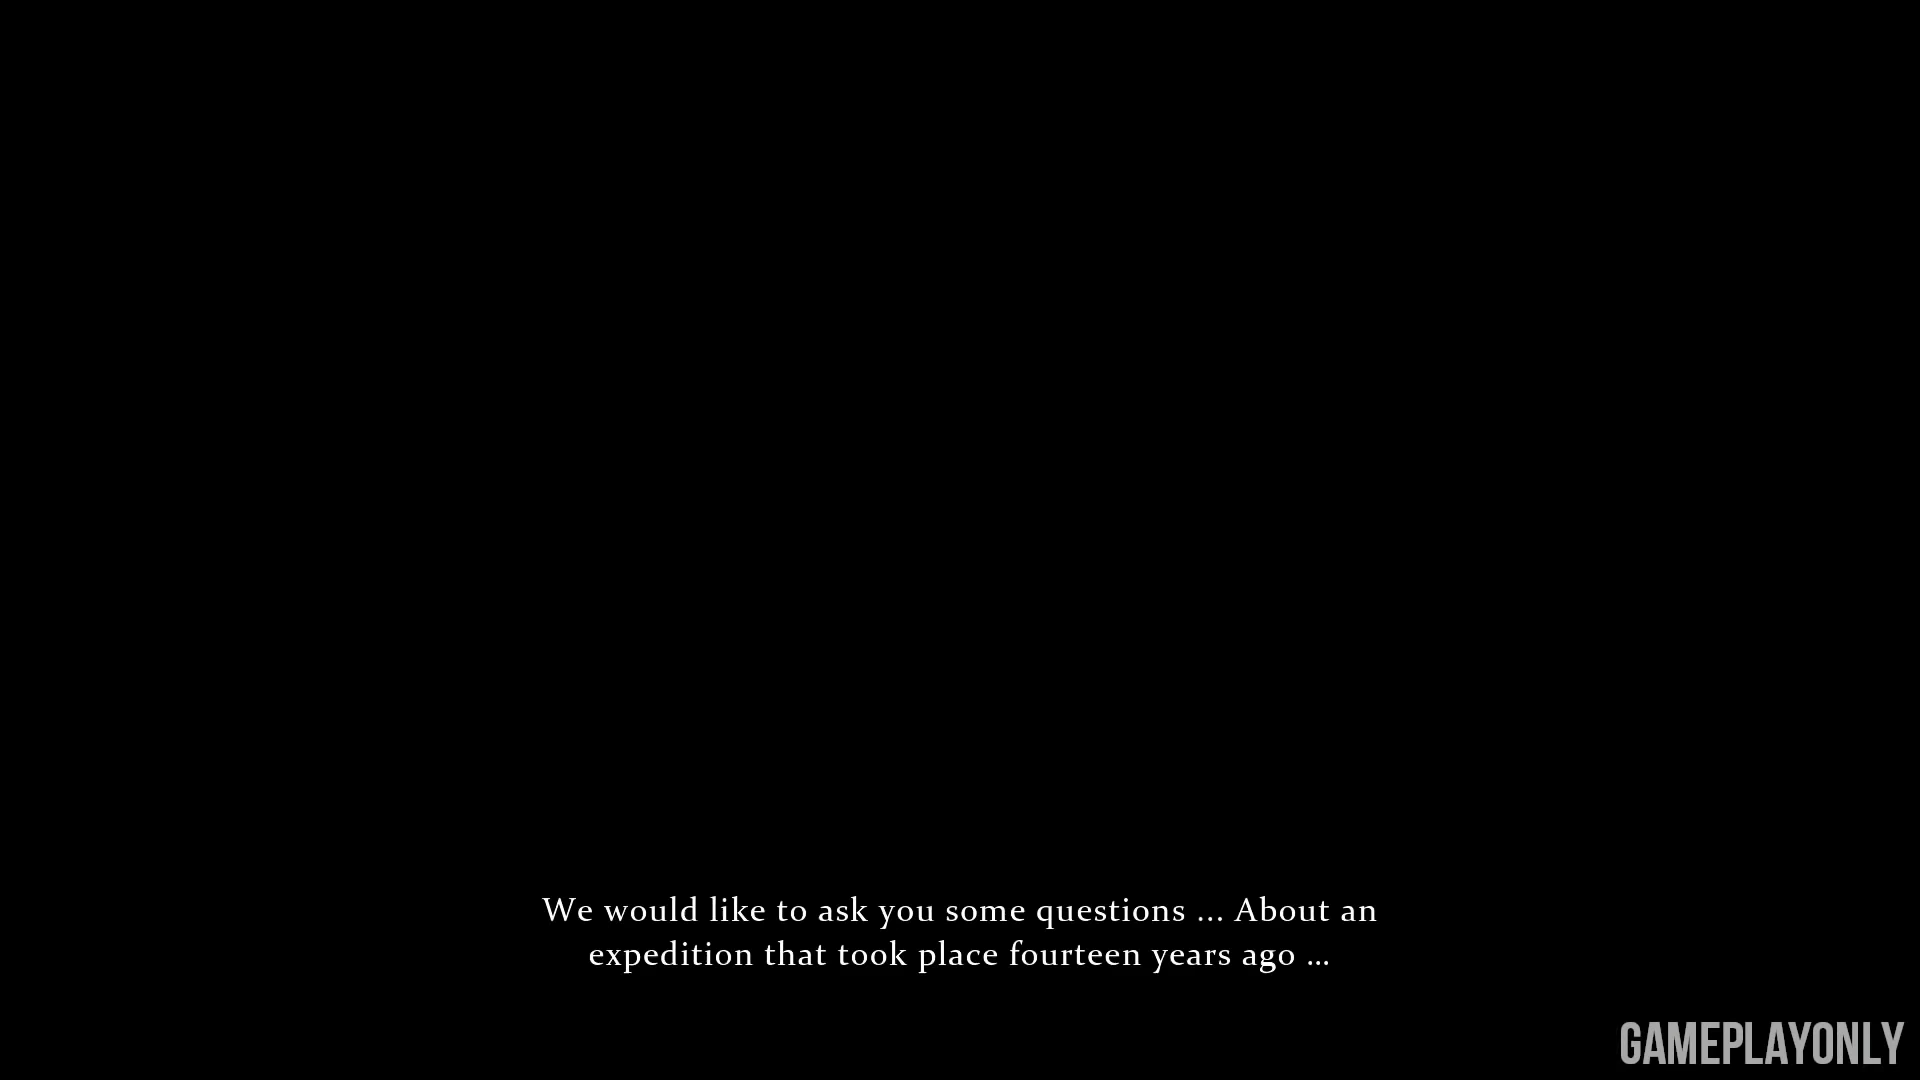 We would like to ask you some questions ... About an
expedition that took place fourteen years ago ...
GAMEPLAYONLY